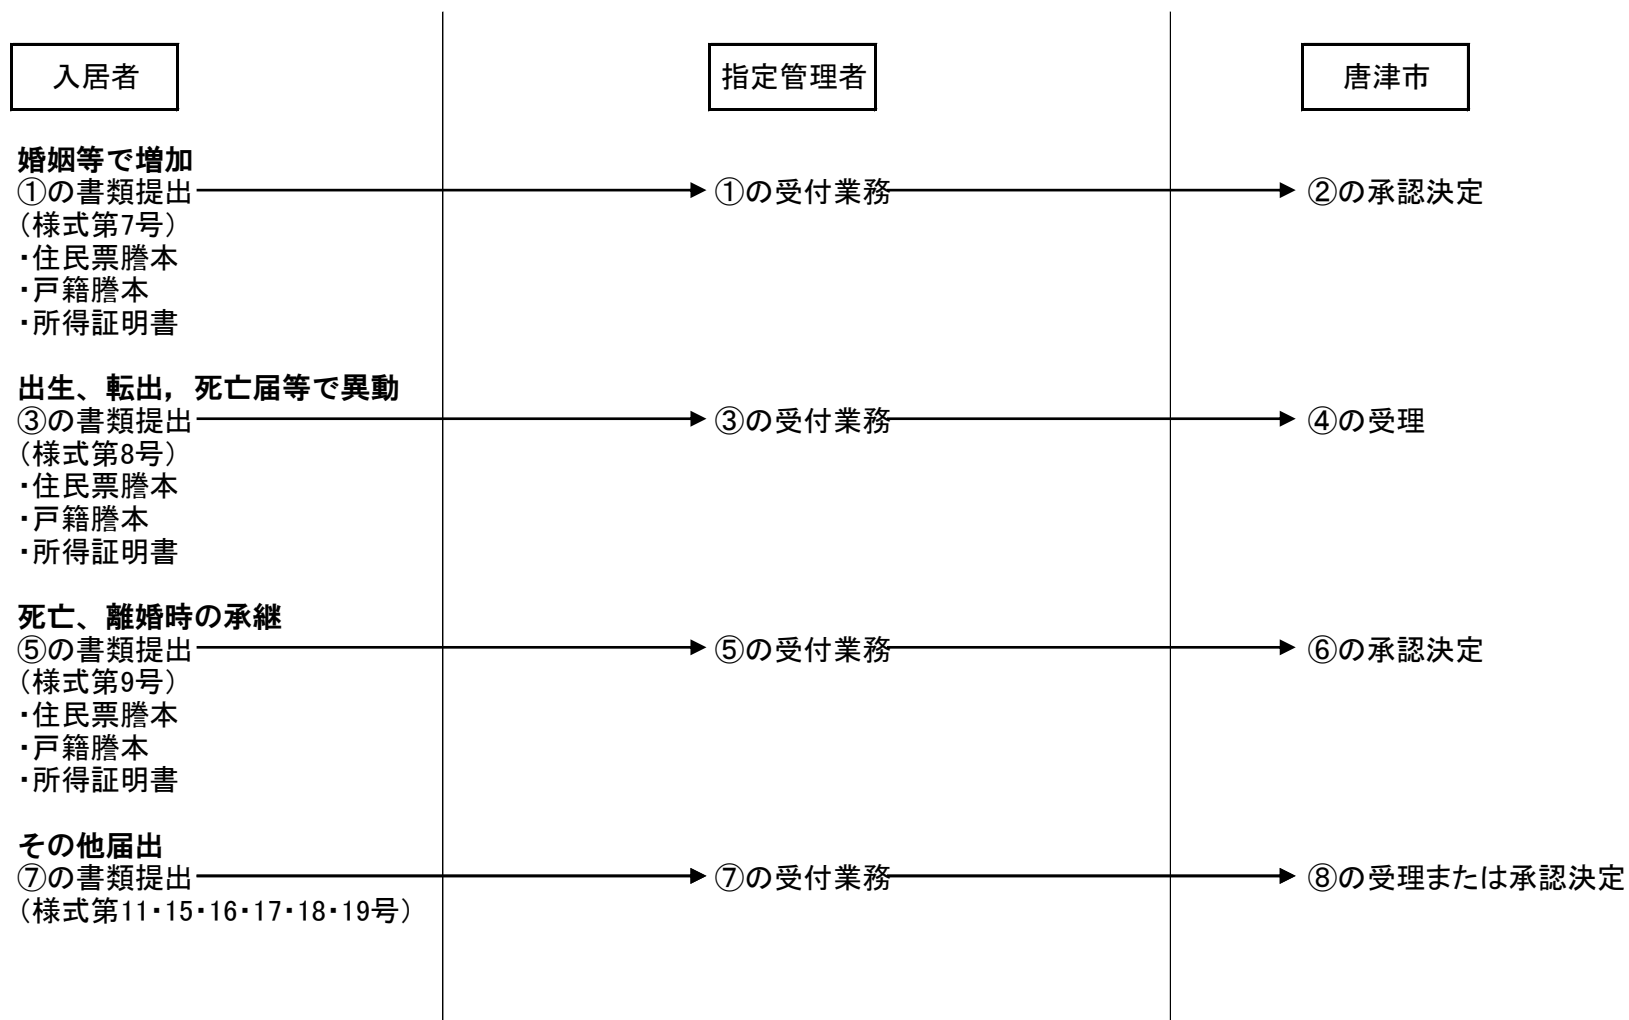 入居者
指定管理者
唐津市
婚姻等で増加
①の書類提出
①の受付業務
②の承認決定
（様式第7号）
・住民票謄本
・戸籍謄本
・所得証明書
出生、転出，死亡届等で異動
③の書類提出
③の受付業務
④の受理
（様式第8号）
・住民票謄本
・戸籍謄本
・所得証明書
死亡、離婚時の承継
⑤の書類提出
⑤の受付業務
⑥の承認決定
（様式第9号）
・住民票謄本
・戸籍謄本
・所得証明書
その他届出
⑦の書類提出
⑦の受付業務
⑧の受理または承認決定
（様式第11・15・16・17・18・19号）